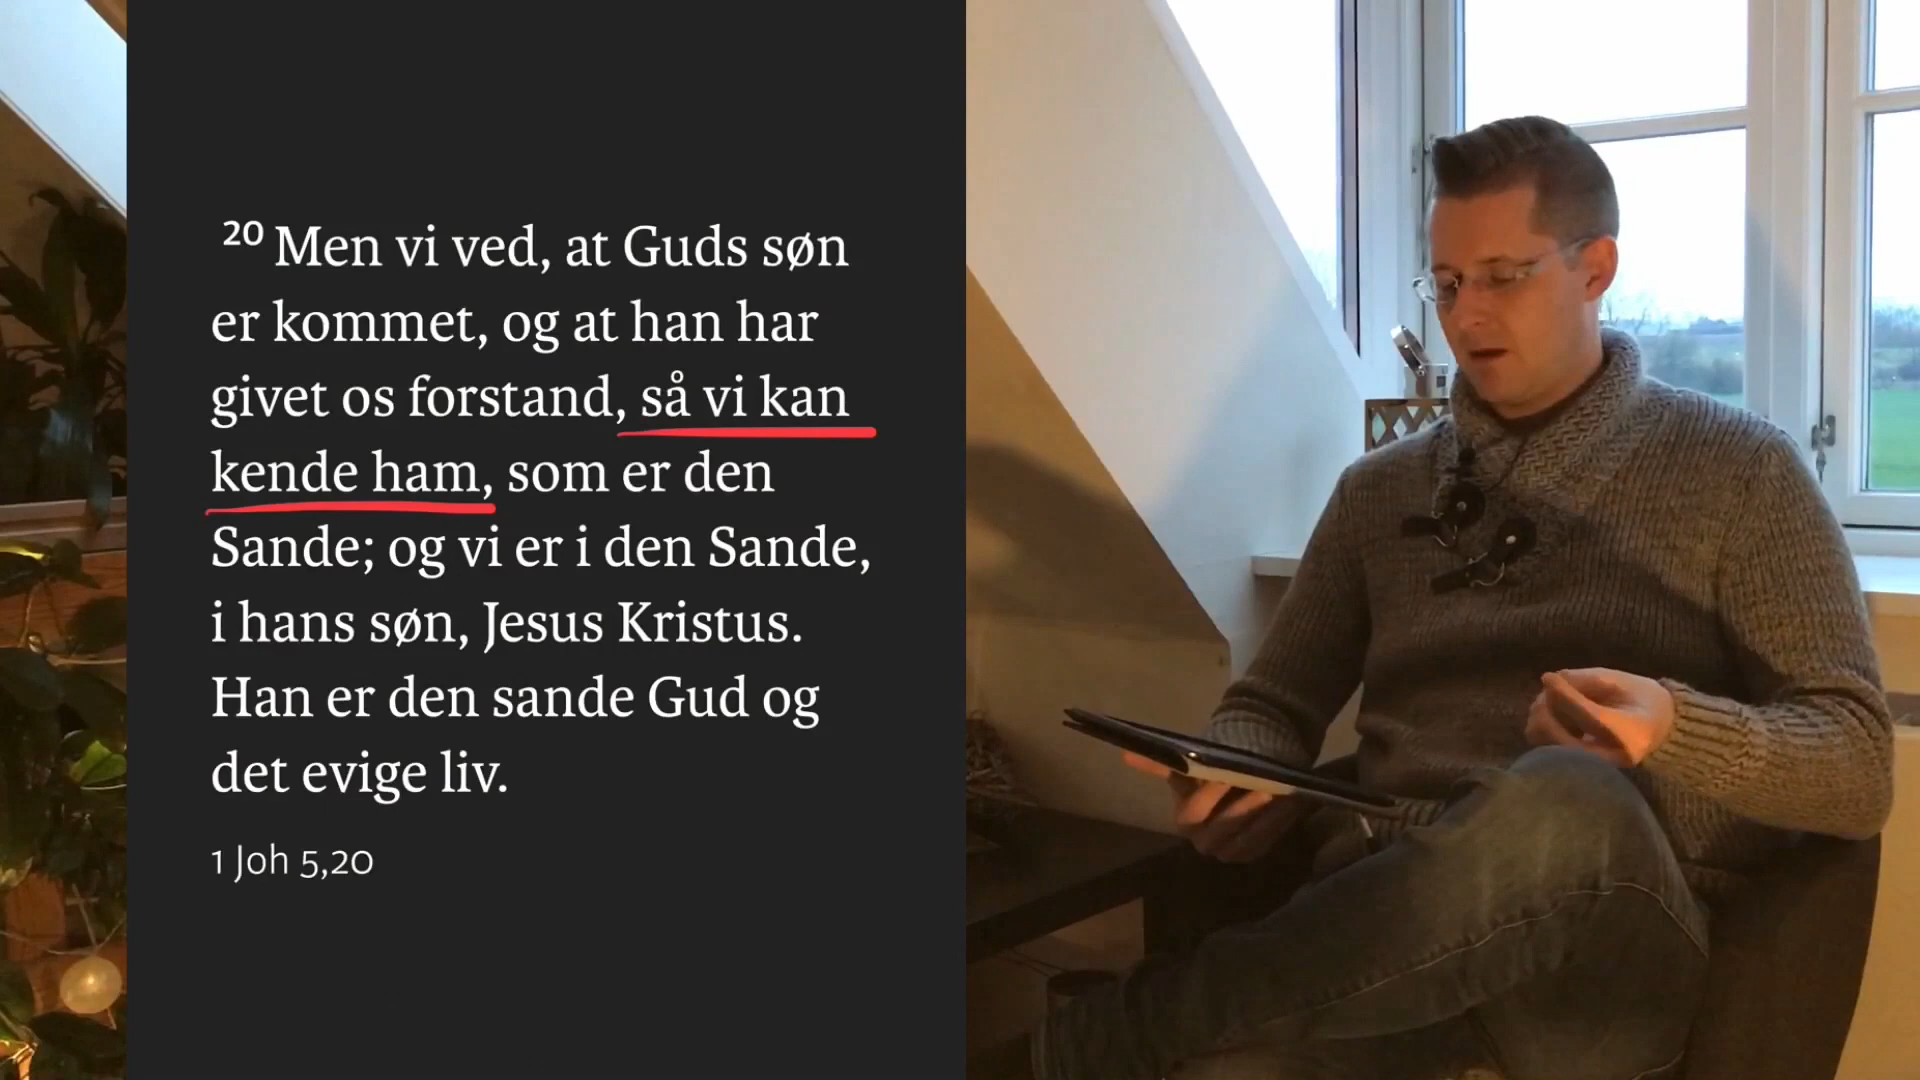 20 Men vi ved, at Guds søn
er kommet, og at han har
givet os forstand, så vi kan
kende ham, som er den
Sande; og vi er i den Sande,
i hans søn, Jesus Kristus.
Han er den sande Gud og
det evige liv.
1 Joh 5,20